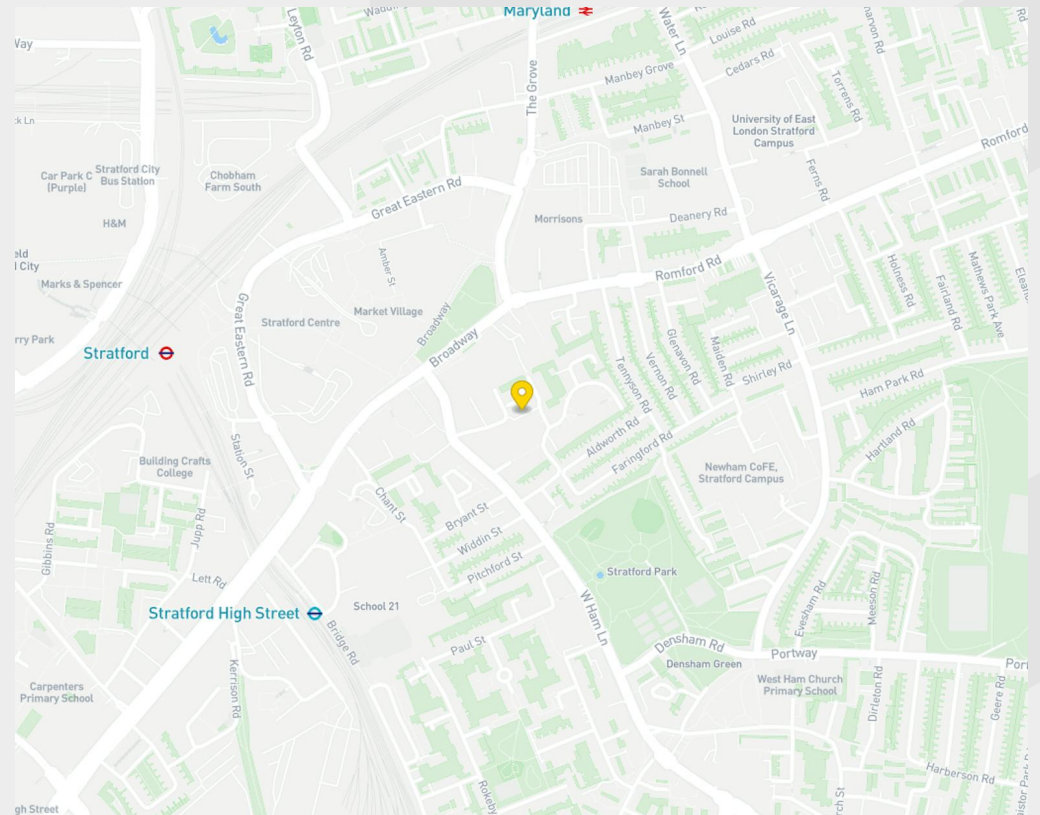 Maryland
Leyton Rd
Water Ln
Louise Rd
Cedars Rd
Manbey Grove
The Grove
Torrens Rd
Manbey St
University of East
London Stratford
Campus
Romford
Ferns Rd
Sarah Bonnell
School
Car Park C
(Purple)
Stratford City
Bus Station
Chobham
Farm South
Great Eastern Rd
H&M
Morrisons
Deanery Rd
Amber St
Romford Rd
Marks & Spencer
Vicarage Ln
Holness Rd
Fairland Rd
Mathews Park Ave
Market Village
Stratford Centre
Great Eastern Rd
Broadway
Broadway
Stratford
Tennyson Rd
Vernon Rd
Glenavon Rd
Maiden Rd
Shirley Rd
Ham Park Rd
Hartland Rd
Aldworth Rd
Faringford Rd
Station St
Building Crafts
College
Newham CoFE,
Stratford Campus
Chant St
Bryant St
Widdin St
Pitchford St
Jupp Rd
Gibbins Rd
Lett Rd
Stratford Park
School 21
Stratford High Street
Bridge Rd
W Ham Ln
Evesham Rd
Meeson Rd
Paul St
Densham Rd
Densham Green
Portway
Carpenters
Primary School
Kerrison Rd
West Ham Church
Primary School
Dirleton Rd
Geere Rd
Harberson Rd
Rokeby